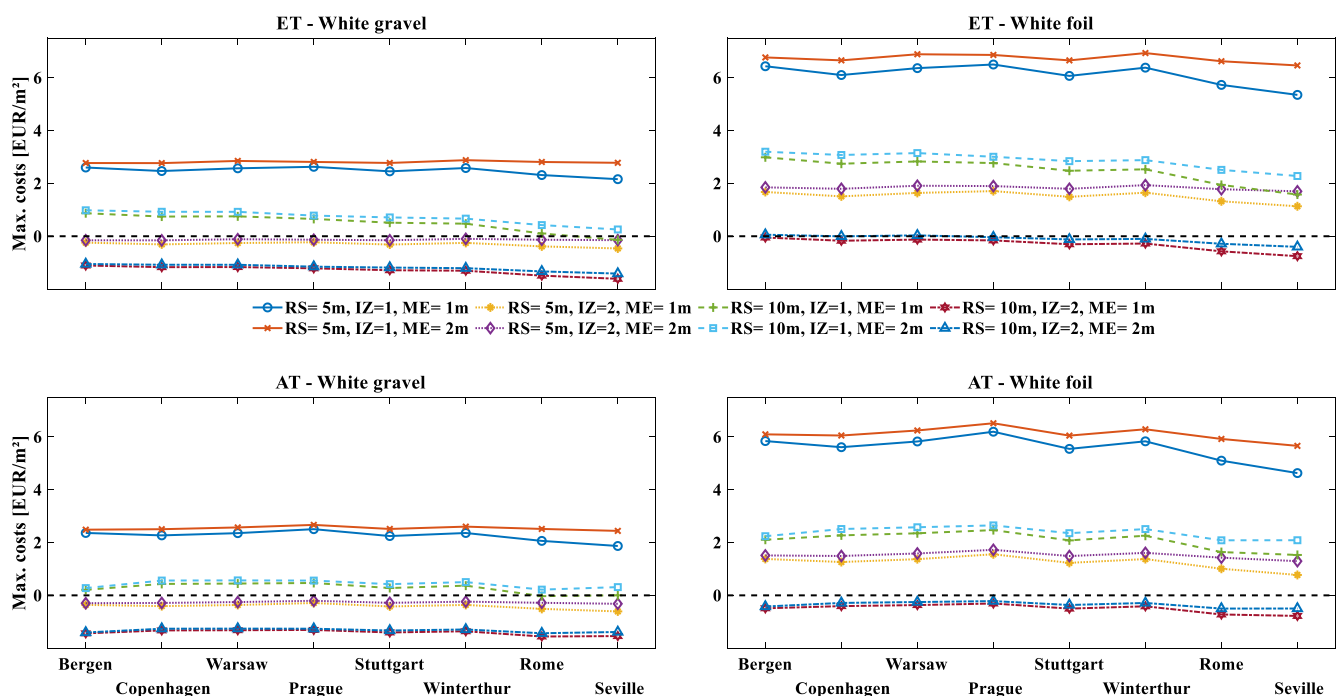 ET - White gravel
ET - White foil
Max. costs [EUR/m²]
6
4
2
0
6
4
2
0
RS= 5m, IZ=1, ME= 1m
RS= 5m, IZ=2, ME= 1m
RS= 10m, IZ=1, ME= 1m
RS= 10m, IZ=2, ME= 1m
RS= 5m, IZ=1, ME= 2m
RS= 5m, IZ=2, ME= 2m
RS= 10m, IZ=1, ME= 2m
RS= 10m, IZ=2, ME= 2m
AT - White gravel
AT - White foil
Max. costs [EUR/m²]
6
4
2
0
6
4
2
0
Bergen
Warsaw
Stuttgart
Rome
Copenhagen
Prague
Winterthur
Seville
Bergen
Warsaw
Stuttgart
Rome
Copenhagen
Prague
Winterthur
Seville